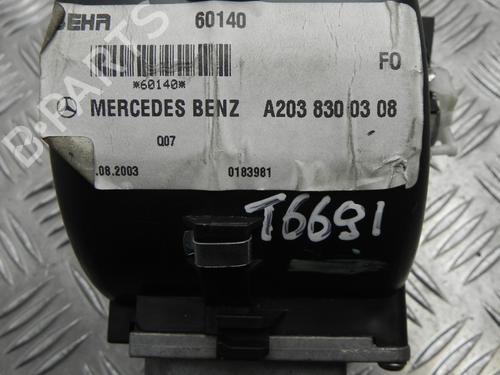 BEHR 60140
*60140*
FO
MERCEDES BENZ A203 830 03 08
Q07
.08.2003 0183981
T6691
B-PARTS